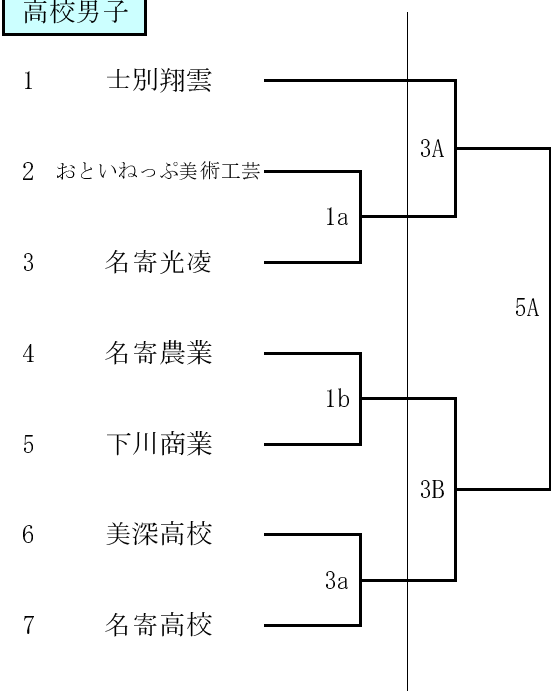 高校男子
1 士別翔雲
3A
2 おといねっぷ美術工芸
1a
3 名寄光凌
5A
4 名寄農業
1b
5 下川商業
3B
6 美深高校
3a
7 名寄高校